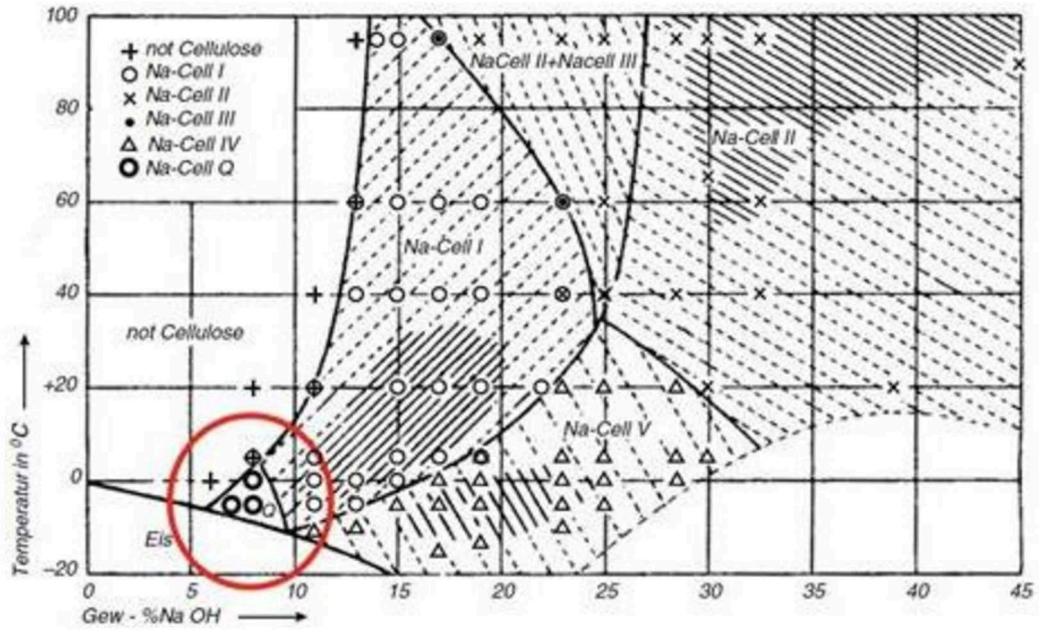 100
80
60
40
+20
0
–20
Temperatur in °C
+ not Cellulose
Na-Cell I
× Na-Cell II
Na-Cell III
Na-Cell IV
Na-Cell Q
NaCell II+Nacell III
Na-Cell II
Na-Cell I
not Cellulose
Na-Cell V
Q
Eis
0 5 10 15 20 25 30 35 40 45
Gew - %Na OH